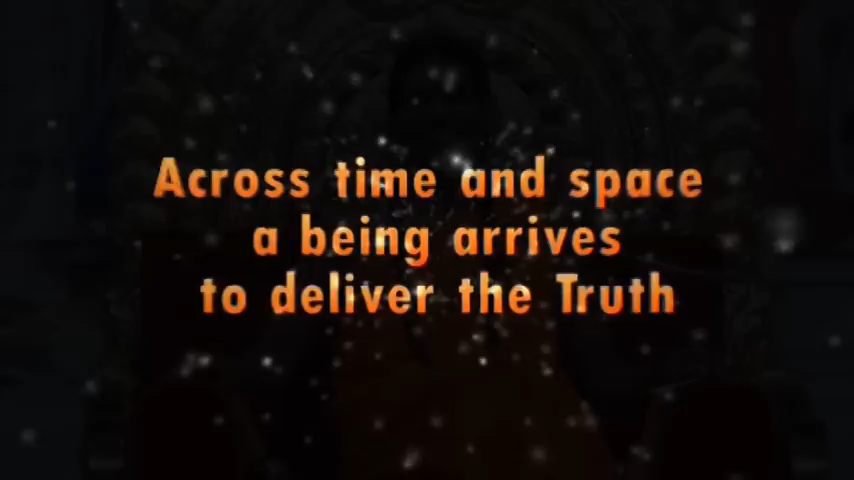 Across time and space
a being arrives
to deliver the Truth